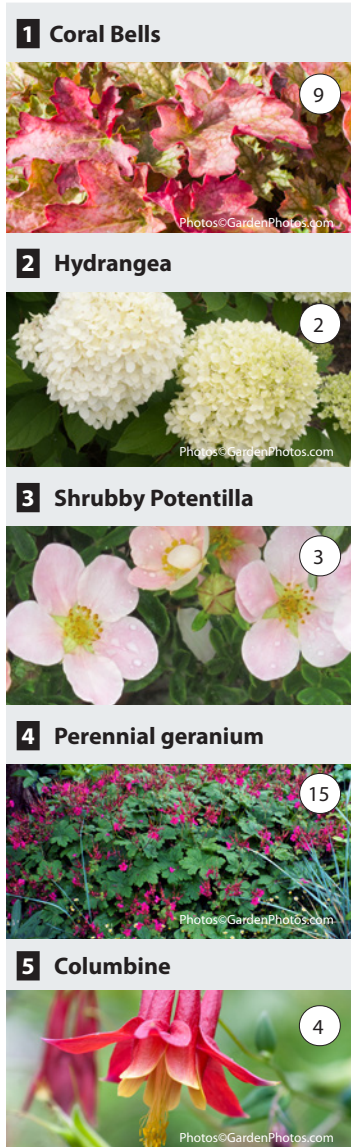 1 Coral Bells
9
Photos©GardenPhotos.com
2 Hydrangea
2
Photos©GardenPhotos.com
3 Shrubby Potentilla
3
4 Perennial geranium
15
Photos©GardenPhotos.com
5 Columbine
4
Photos©GardenPhotos.com